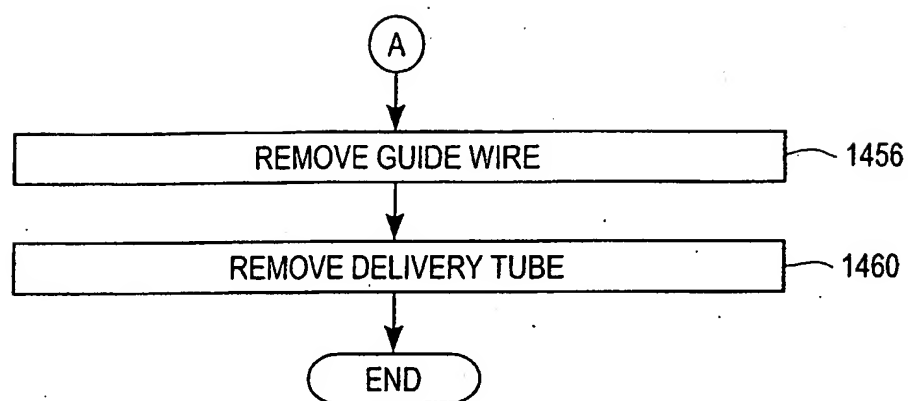 A
REMOVE GUIDE WIRE
1456
REMOVE DELIVERY TUBE
1460
END